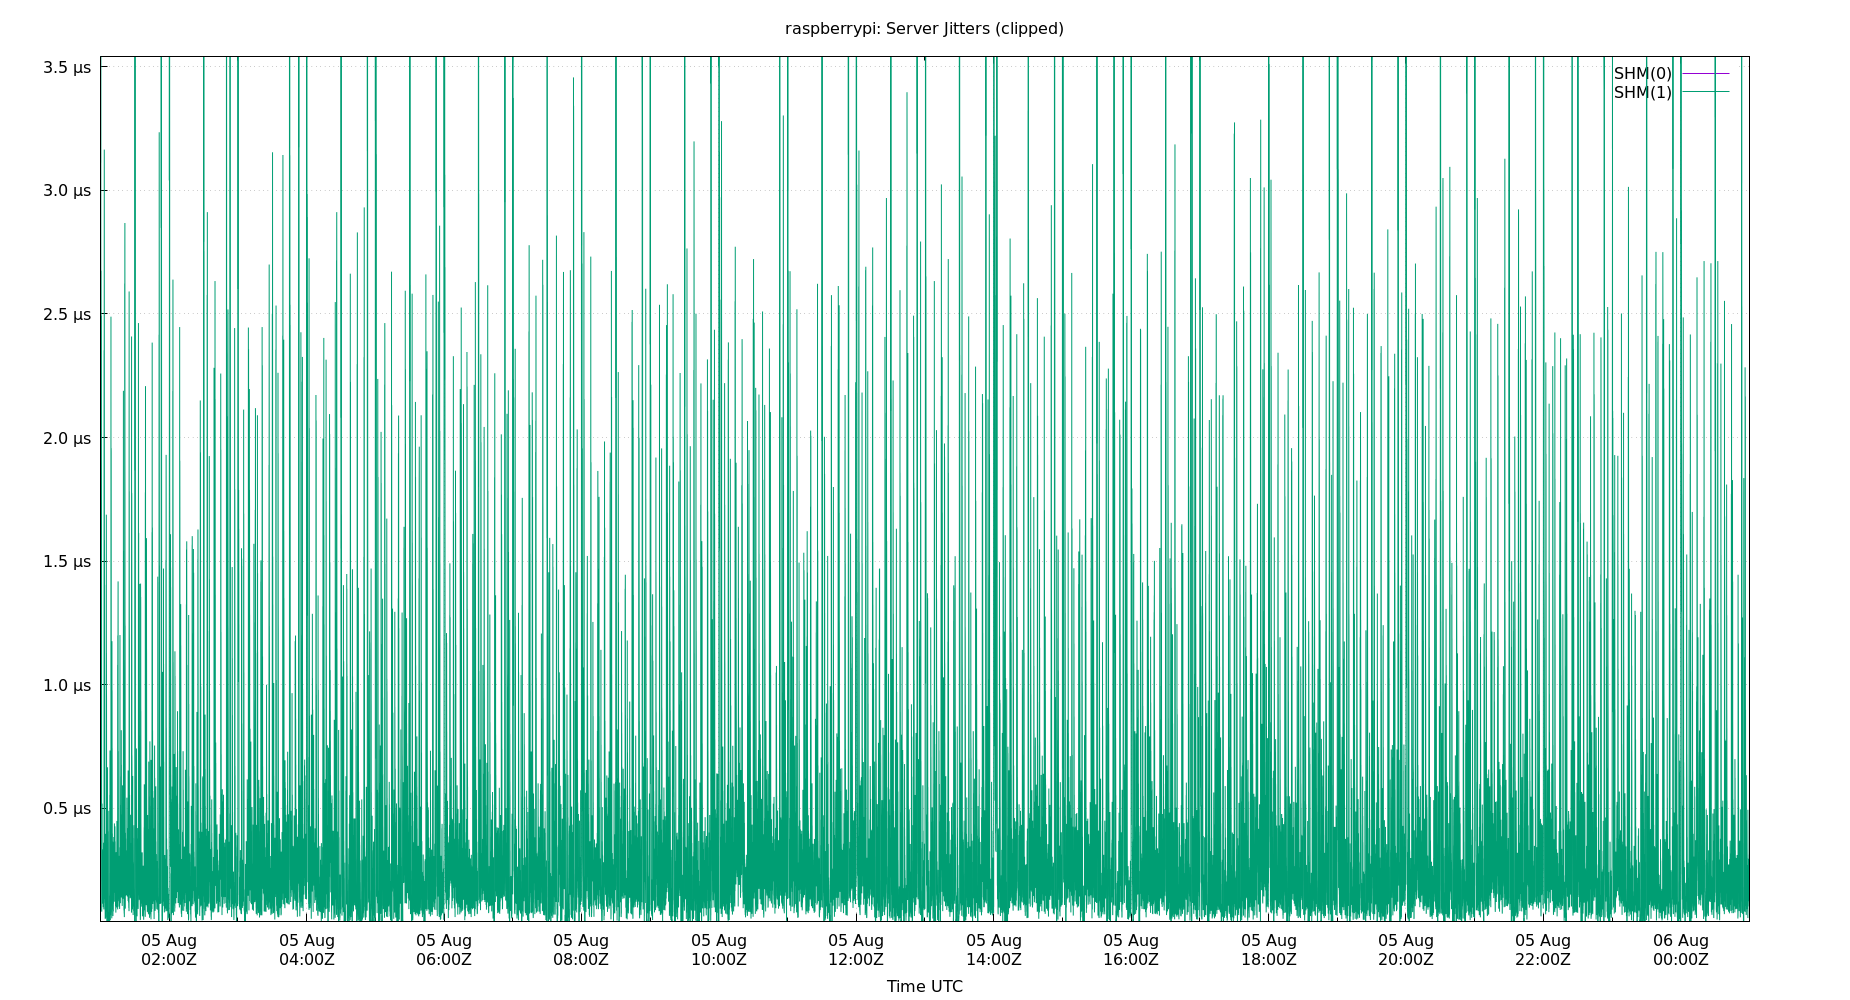 raspberrypi: Server Jitters (clipped)
3.5 μs
SHM(0)
SHM(1)
3.0 μs
2.5 μs
2.0 μs
1.5 μs
1.0 μs
0.5 μs
05 Aug 05 Aug 05 Aug 05 Aug 05 Aug 05 Aug 05 Aug 05 Aug 05 Aug 05 Aug 05 Aug 06 Aug
02:00Z 04:00Z 06:00Z 08:00Z 10:00Z 12:00Z 14:00Z 16:00Z 18:00Z 20:00Z 22:00Z 00:00Z
Time UTC